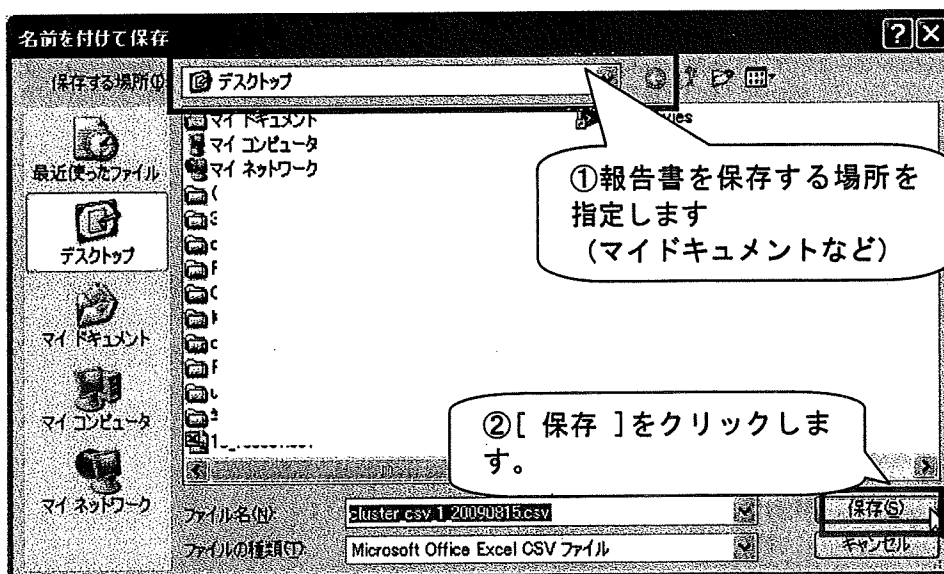 名前を付けて保存
保存する場所(I):
デスクトップ
マイ ドキュメント
マイ コンピュータ
マイ ネットワーク
最近使ったファイル
デスクトップ
マイ ドキュメント
マイ コンピュータ
マイ ネットワーク
①報告書を保存する場所を
指定します
(マイドキュメントなど)
②[ 保存 ]をクリックしま
す。
ファイル名(N):
cluster_csv_1_20090815.csv
保存(S)
ファイルの種類(T):
Microsoft Office Excel CSV ファイル
キャンセル